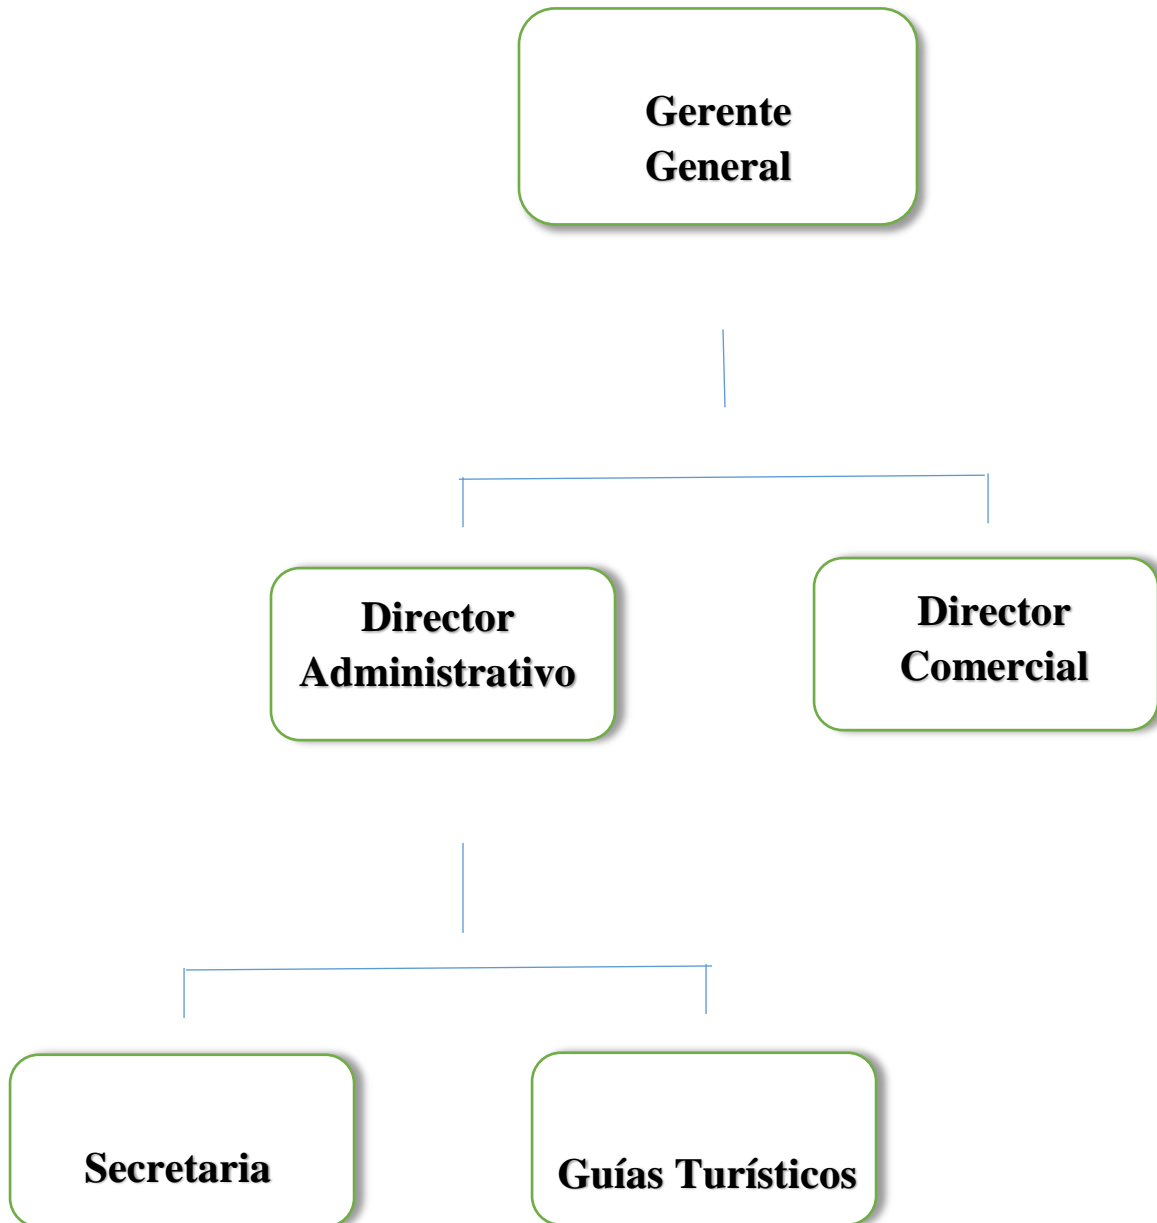 Gerente
General
Director
Administrativo
Director
Comercial
Secretaria
Guías Turísticos